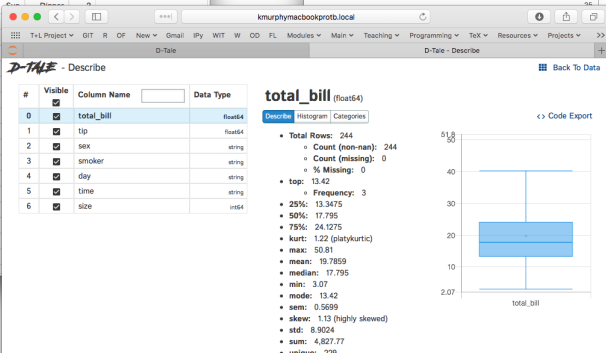 Sun Dinner 2 25
kmurphymacbookprotb.local
T+L Project GIT R OF New Gmail IPy WIT W OD FL Modules Main Teaching Programming TeX Resources Projects >>
D-Tale
D-Tale - Describe
D-TALE - Describe
Back To Data
# Visible Column Name Data Type
0 total_bill float64
1 tip float64
2 sex string
3 smoker string
4 day string
5 time string
6 size int64
total_bill (float64)
Describe Histogram Categories
<> Code Export
Total Rows: 244
Count (non-nan): 244
Count (missing): 0
% Missing: 0
top: 13.42
Frequency: 3
25%: 13.3475
50%: 17.795
75%: 24.1275
kurt: 1.22 (platykurtic)
max: 50.81
mean: 19.7859
median: 17.795
min: 3.07
mode: 13.42
sem: 0.5699
skew: 1.13 (highly skewed)
std: 8.9024
sum: 4,827.77
unique: 229
51.8
50
40
30
20
10
2.07
total_bill